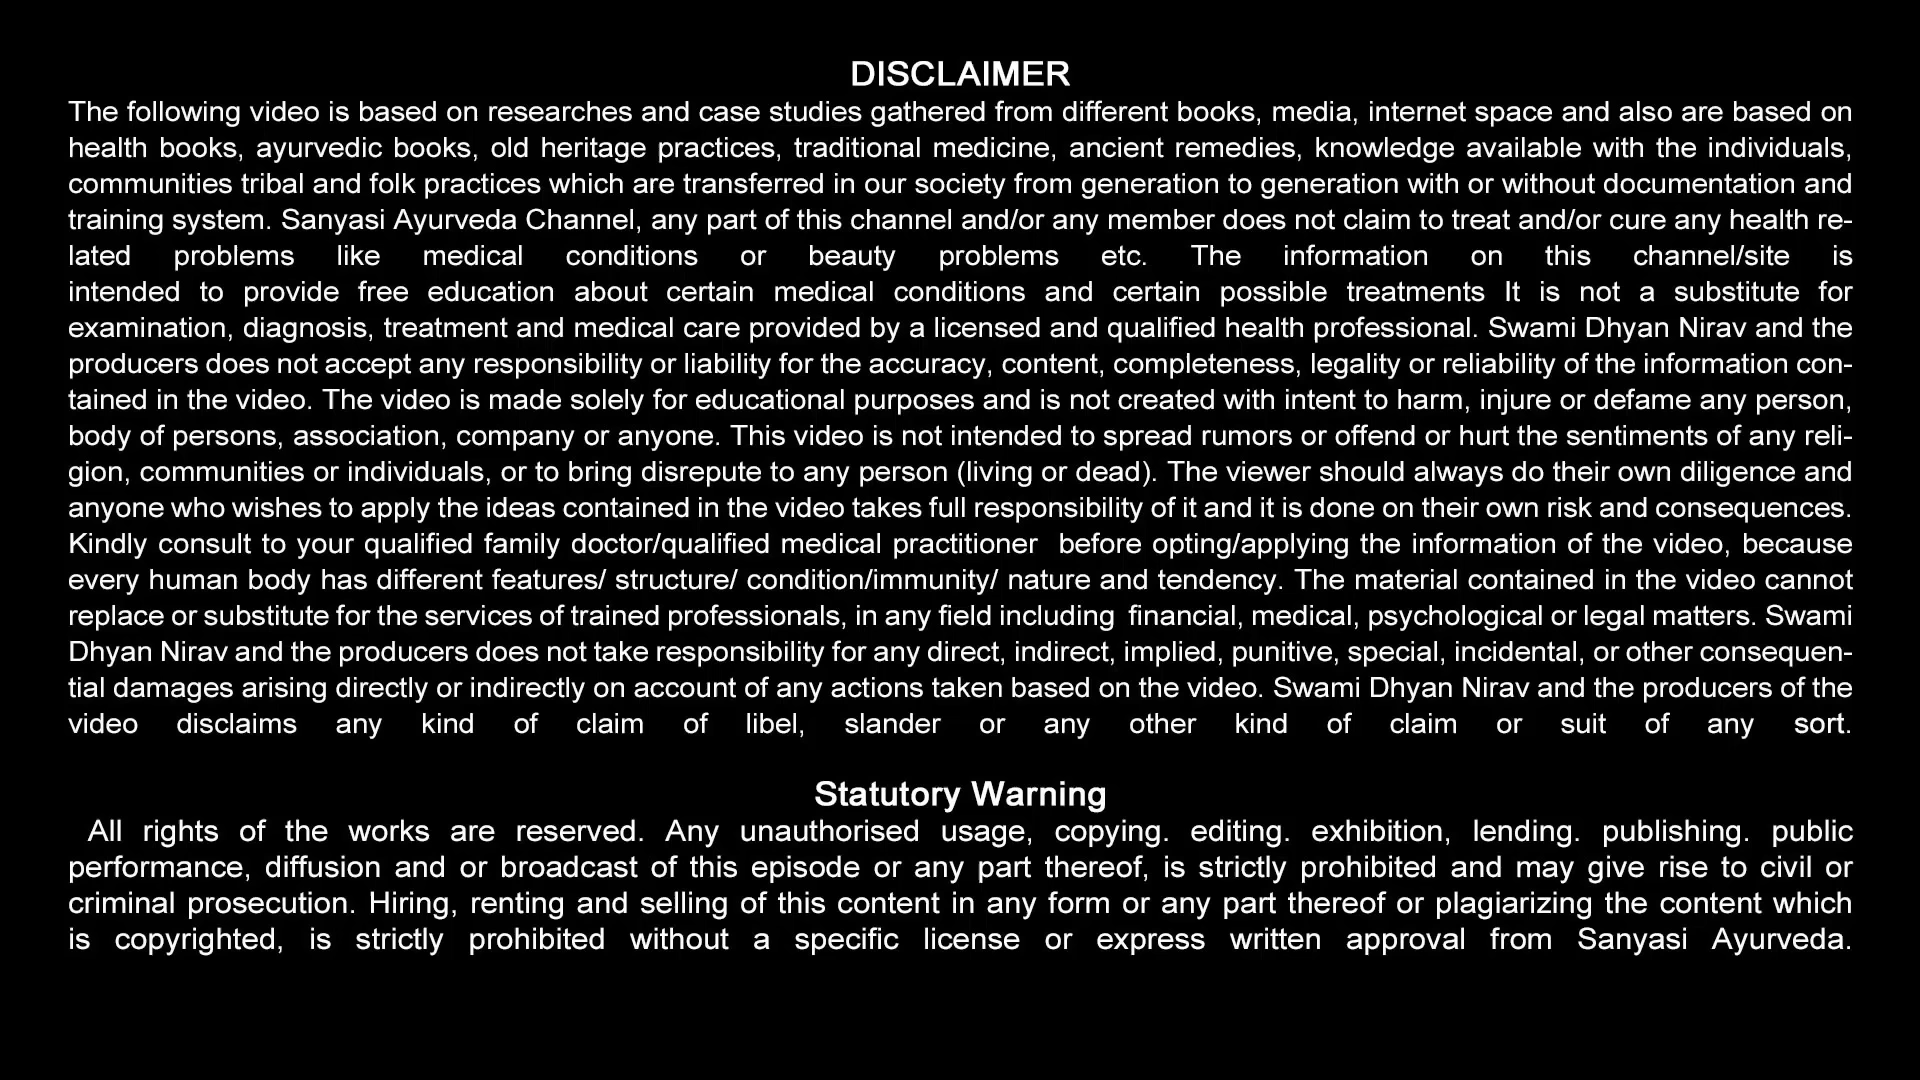 DISCLAIMER
The following video is based on researches and case studies gathered from different books, media, internet space and also are based on
health books, ayurvedic books, old heritage practices, traditional medicine, ancient remedies, knowledge available with the individuals,
communities tribal and folk practices which are transferred in our society from generation to generation with or without documentation and
training system. Sanyasi Ayurveda Channel, any part of this channel and/or any member does not claim to treat and/or cure any health re-
lated problems like medical conditions or beauty problems etc. The information on this channel/site is
intended to provide free education about certain medical conditions and certain possible treatments It is not a substitute for
examination, diagnosis, treatment and medical care provided by a licensed and qualified health professional. Swami Dhyan Nirav and the
producers does not accept any responsibility or liability for the accuracy, content, completeness, legality or reliability of the information con-
tained in the video. The video is made solely for educational purposes and is not created with intent to harm, injure or defame any person,
body of persons, association, company or anyone. This video is not intended to spread rumors or offend or hurt the sentiments of any reli-
gion, communities or individuals, or to bring disrepute to any person (living or dead). The viewer should always do their own diligence and
anyone who wishes to apply the ideas contained in the video takes full responsibility of it and it is done on their own risk and consequences.
Kindly consult to your qualified family doctor/qualified medical practitioner before opting/applying the information of the video, because
every human body has different features/ structure/ condition/immunity/ nature and tendency. The material contained in the video cannot
replace or substitute for the services of trained professionals, in any field including financial, medical, psychological or legal matters. Swami
Dhyan Nirav and the producers does not take responsibility for any direct, indirect, implied, punitive, special, incidental, or other consequen-
tial damages arising directly or indirectly on account of any actions taken based on the video. Swami Dhyan Nirav and the producers of the
video disclaims any kind of claim of libel, slander or any other kind of claim or suit of any sort.
Statutory Warning
All rights of the works are reserved. Any unauthorised usage, copying. editing. exhibition, lending. publishing. public
performance, diffusion and or broadcast of this episode or any part thereof, is strictly prohibited and may give rise to civil or
criminal prosecution. Hiring, renting and selling of this content in any form or any part thereof or plagiarizing the content which
is copyrighted, is strictly prohibited without a specific license or express written approval from Sanyasi Ayurveda.